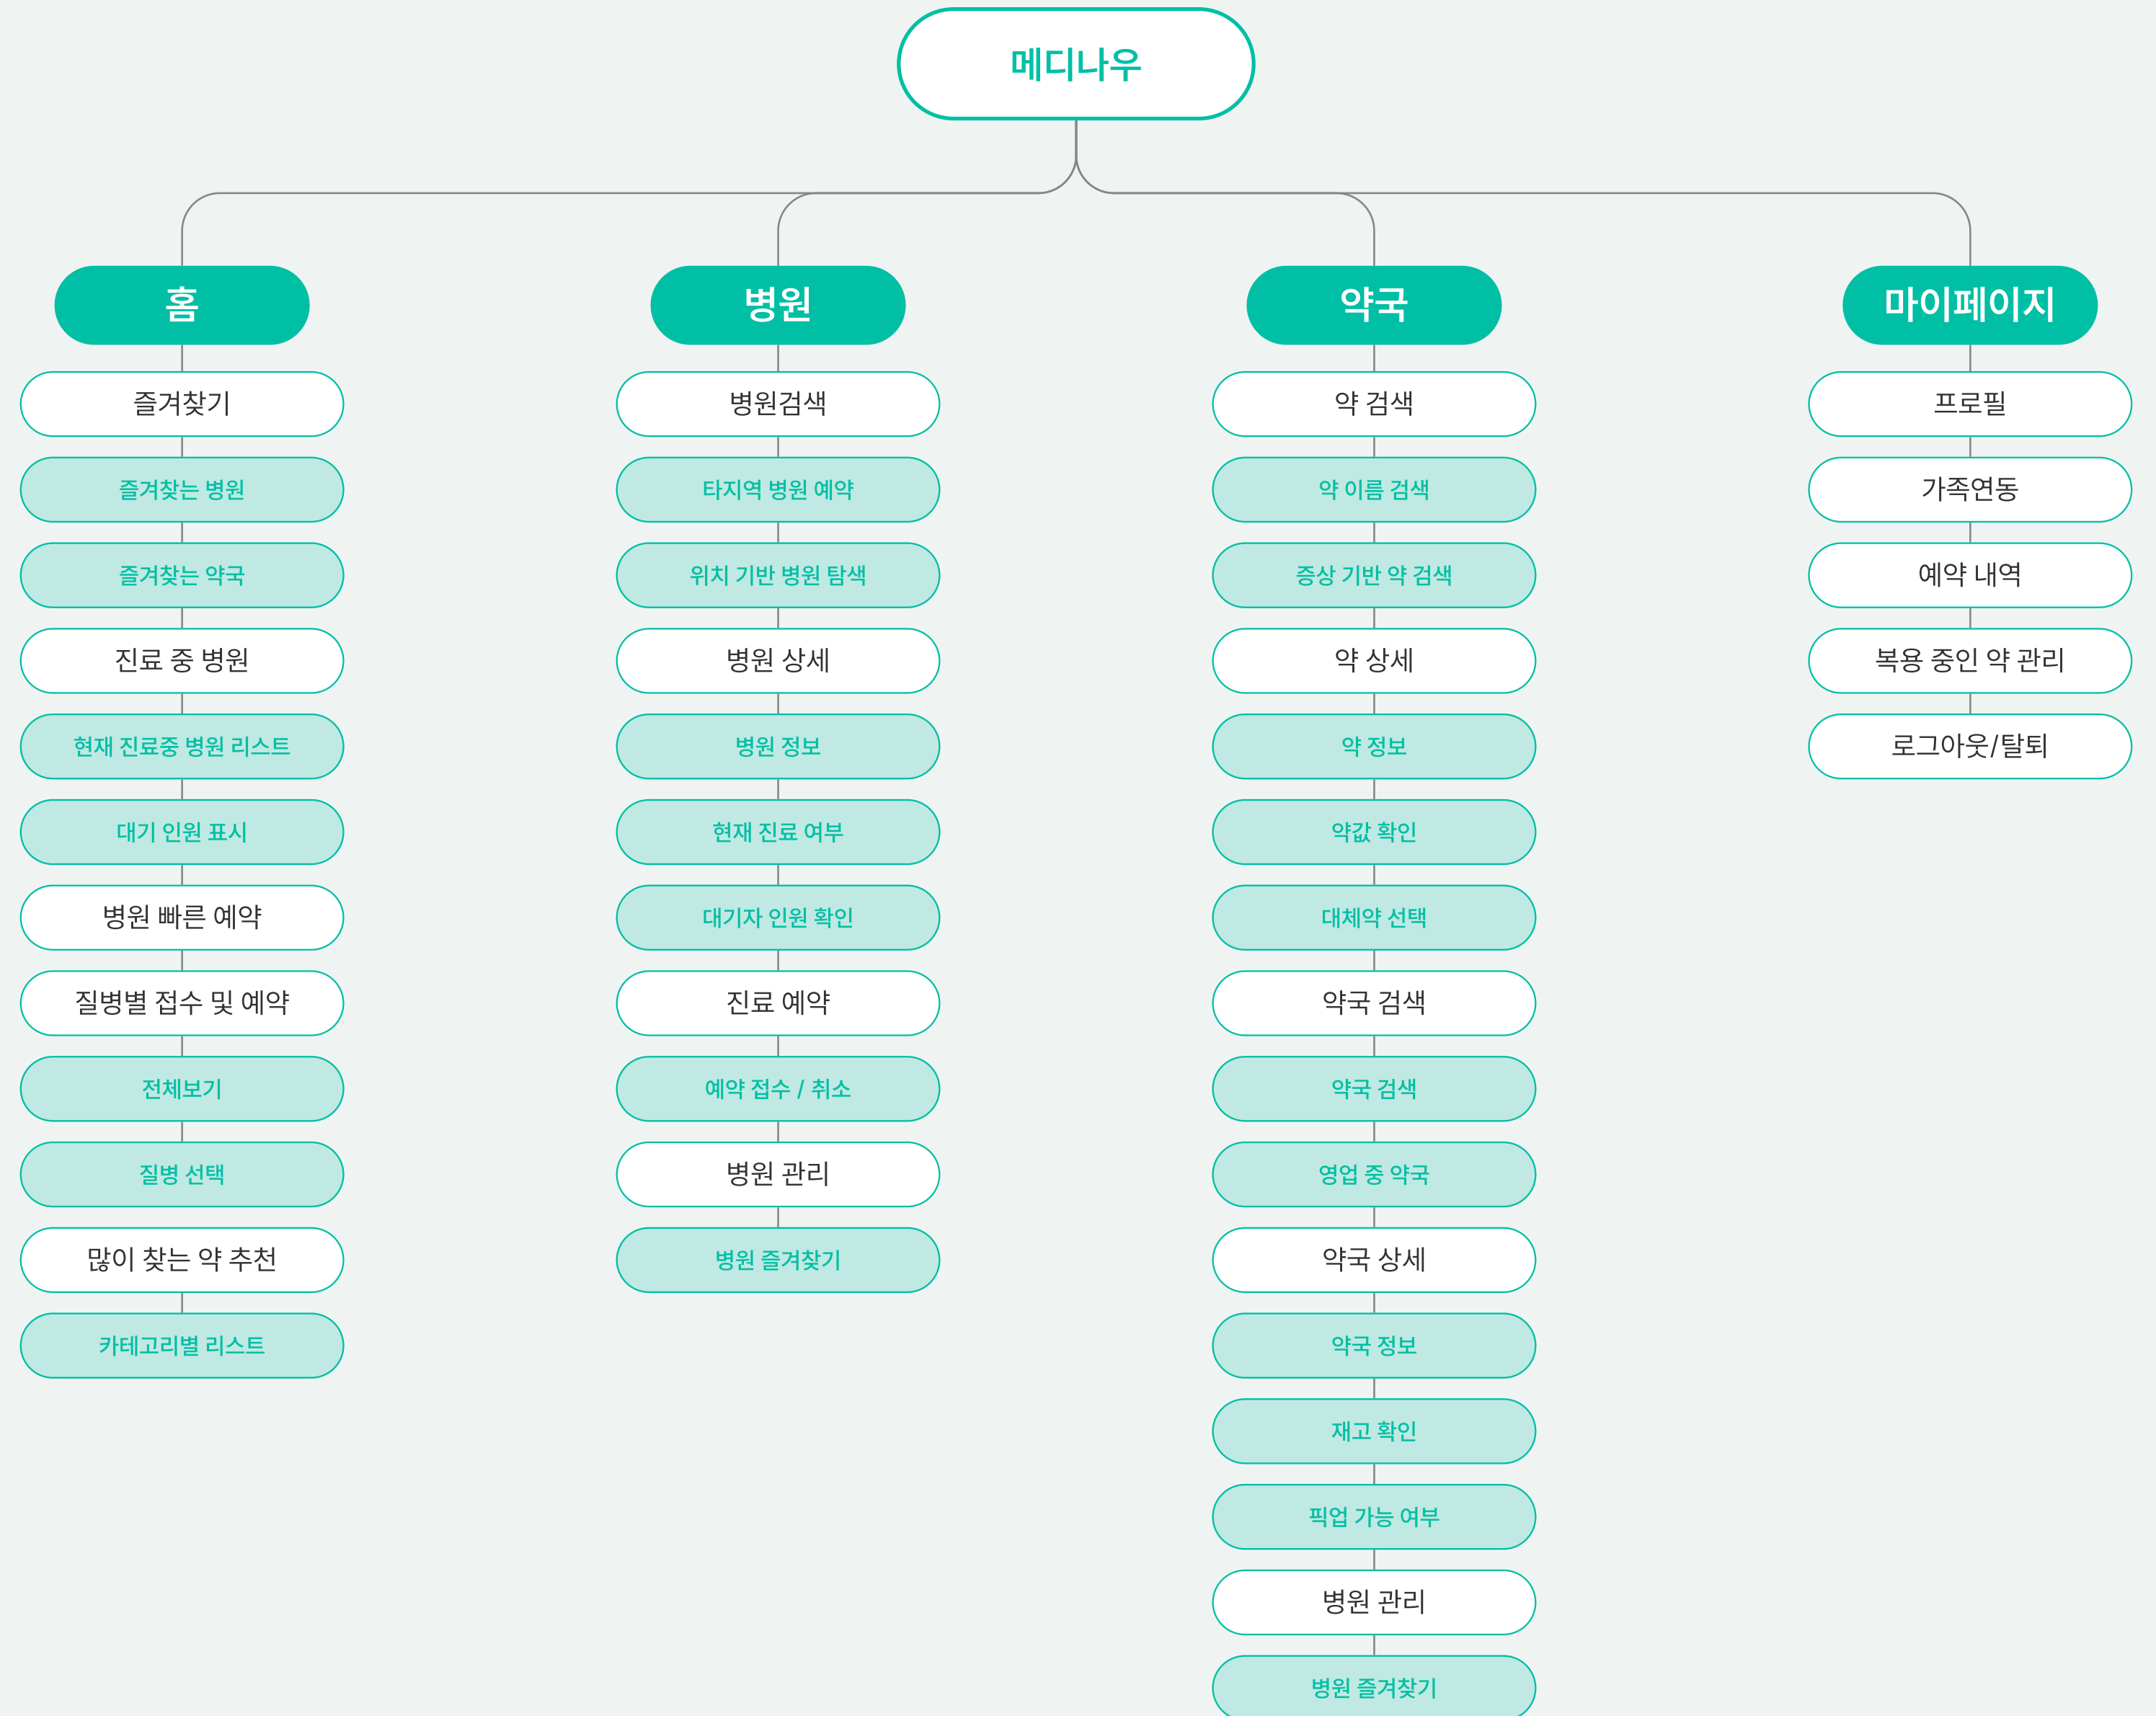 메디나우
홈
즐겨찾기
즐겨찾는 병원
즐겨찾는 약국
진료 중 병원
현재 진료중 병원 리스트
대기 인원 표시
병원 빠른 예약
질병별 접수 및 예약
전체보기
질병 선택
많이 찾는 약 추천
카테고리별 리스트
병원
병원검색
타지역 병원 예약
위치 기반 병원 탐색
병원 상세
병원 정보
현재 진료 여부
대기자 인원 확인
진료 예약
예약 접수 / 취소
병원 관리
병원 즐겨찾기
약국
약 검색
약 이름 검색
증상 기반 약 검색
약 상세
약 정보
약값 확인
대체약 선택
약국 검색
약국 검색
영업 중 약국
약국 상세
약국 정보
재고 확인
픽업 가능 여부
병원 관리
병원 즐겨찾기
마이페이지
프로필
가족연동
예약 내역
복용 중인 약 관리
로그아웃/탈퇴